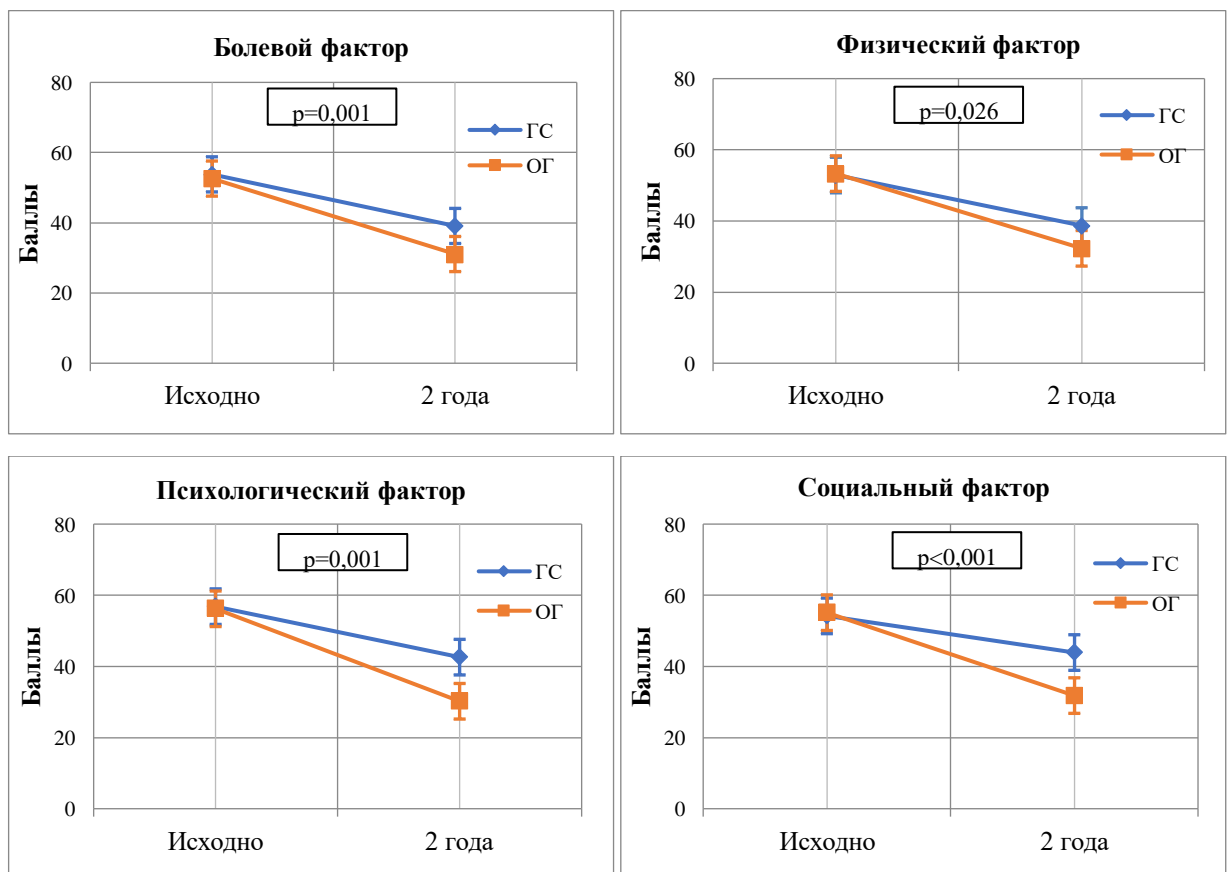 Болевой фактор
80
60
40
20
0
Баллы
p=0,001
ГС
ОГ
Исходно
2 года
Физический фактор
80
60
40
20
0
Баллы
p=0,026
ГС
ОГ
Исходно
2 года
Психологический фактор
80
60
40
20
0
Баллы
p=0,001
ГС
ОГ
Исходно
2 года
Социальный фактор
80
60
40
20
0
Баллы
p<0,001
ГС
ОГ
Исходно
2 года